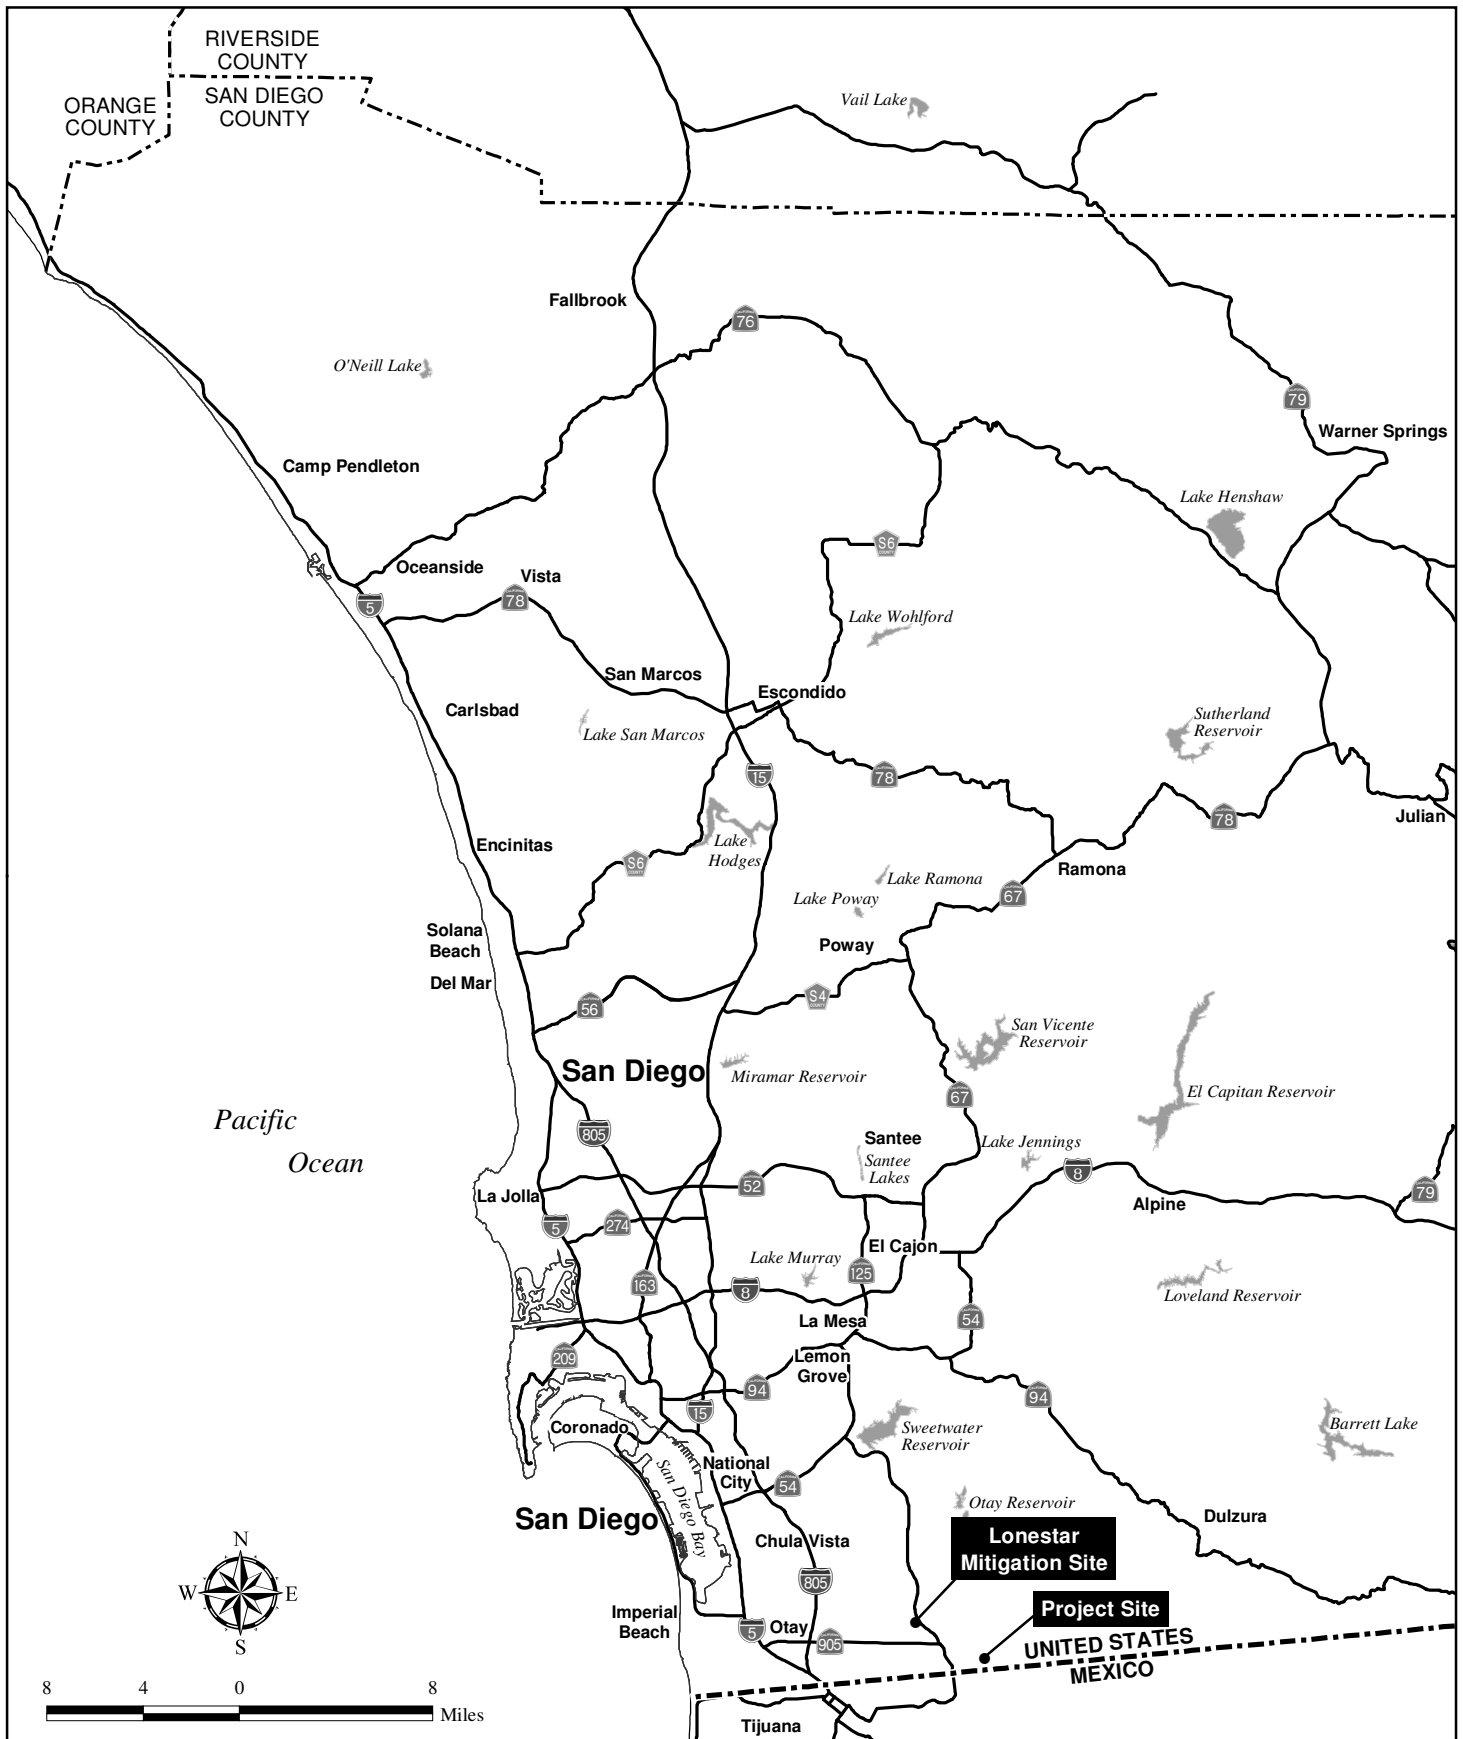 RIVERSIDE
COUNTY
ORANGE
COUNTY
SAN DIEGO
COUNTY
Vail Lake
Fallbrook
76
O'Neill Lake
79
Warner Springs
Camp Pendleton
Lake Henshaw
S6
COUNTY
Oceanside
Vista
5
78
Lake Wohlford
San Marcos
Escondido
Carlsbad
Lake San Marcos
Sutherland
Reservoir
15
78
78
Julian
Encinitas
Lake
Hodges
S6
COUNTY
Ramona
Lake Ramona
Lake Poway
67
Solana
Beach
Poway
Del Mar
S4
COUNTY
56
San Vicente
Reservoir
San Diego
Miramar Reservoir
El Capitan Reservoir
67
Pacific
Ocean
805
Santee
Lake Jennings
Santee
Lakes
8
La Jolla
52
Alpine
79
5
274
El Cajon
Lake Murray
163
125
8
Loveland Reservoir
La Mesa
54
209
Lemon
Grove
94
94
15
Coronado
Sweetwater
Reservoir
Barrett Lake
National
City
San Diego Bay
54
Otay Reservoir
San Diego
Dulzura
Chula Vista
Lonestar
Mitigation Site
805
N
W
E
S
Project Site
Imperial
Beach
5
Otay
905
UNITED STATES
MEXICO
8
4
0
8
Miles
Tijuana